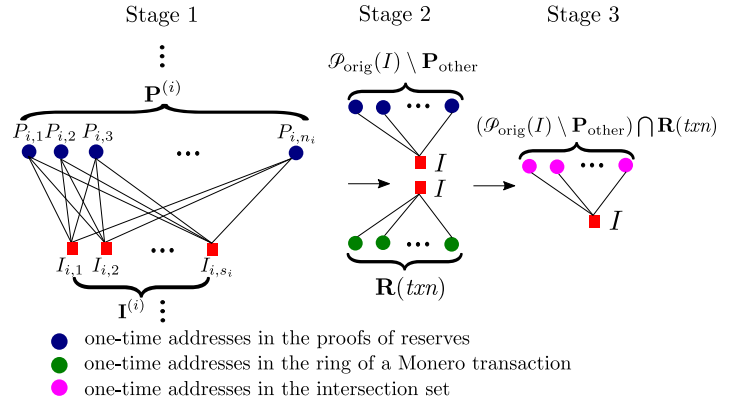 Stage 1 Stage 2 Stage 3
𝒫_orig(I) \ P_other
P^(i)
P_{i,1} P_{i,2} P_{i,3} ... P_{i,n_i}
(𝒫_orig(I) \ P_other) ⋂ R(txn)
...
I
I
I
I_{i,1} I_{i,2} ... I_{i,s_i}
R(txn)
I^(i)
one-time addresses in the proofs of reserves
one-time addresses in the ring of a Monero transaction
one-time addresses in the intersection set